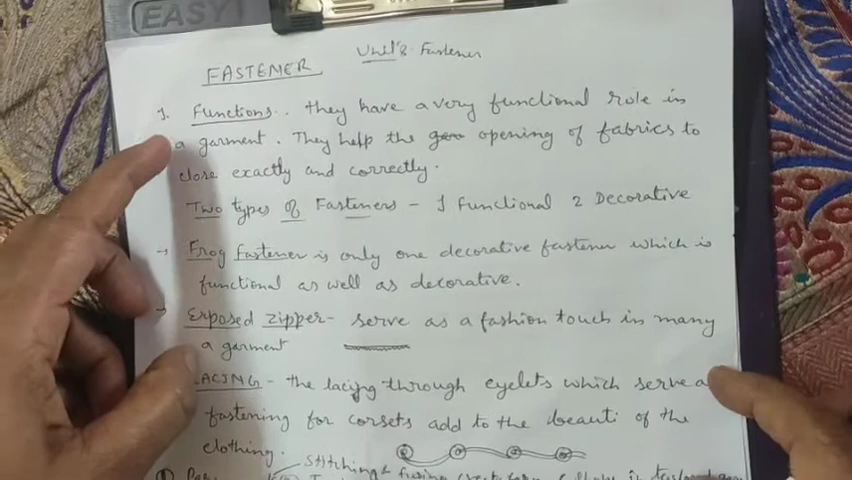 EASY
Unit 8 Fastener
FASTEMER
1. Functions.. they have a very functional role in
a garment. They help the opening of fabrics to
close exactly and correctly.
Two types of Fasteners - 1 functional 2 Decorative
→ Frog fastener is only one decorative fastener which is
functional as well as decorative.
→ Exposed zipper- serve as a fashion touch in many
a garment
LACING - the lacing through eyelets which serve a
fastening for corsets add to the beauti of the
clothing.
stitching &